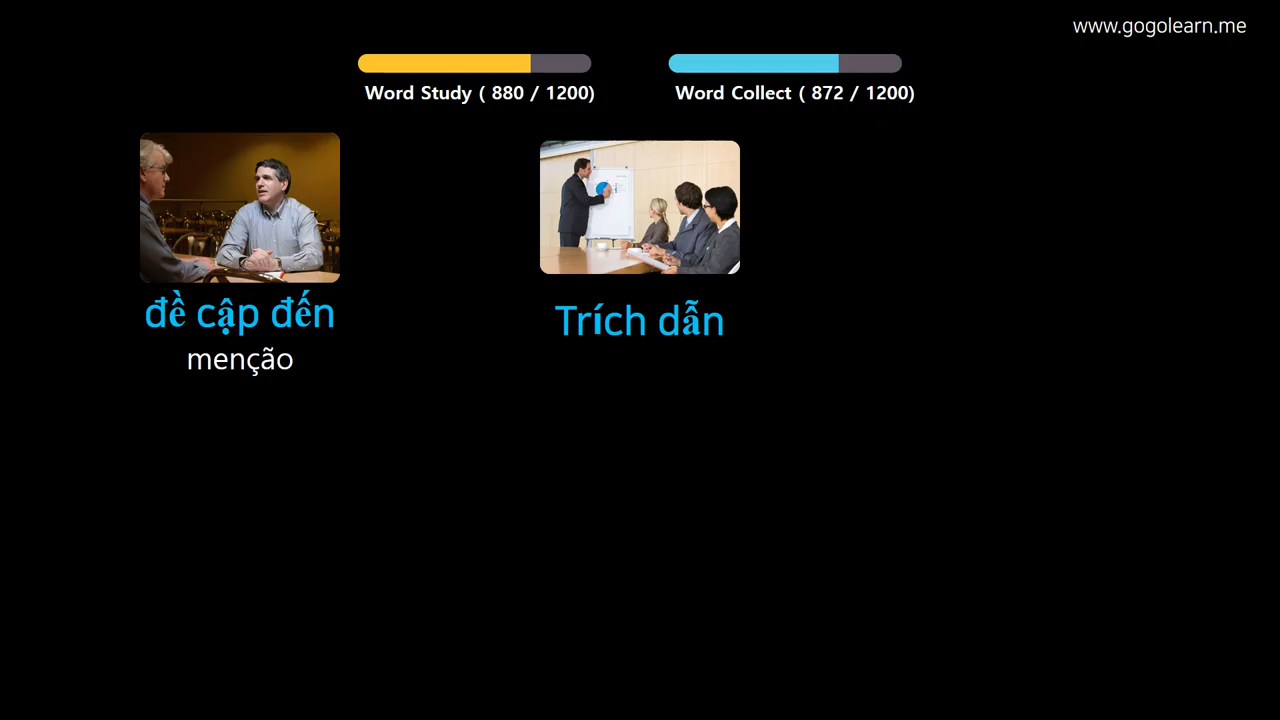 www.gogolearn.me
Word Study ( 880 / 1200)
Word Collect ( 872 / 1200)
đề cập đến
menção
Trích dẫn